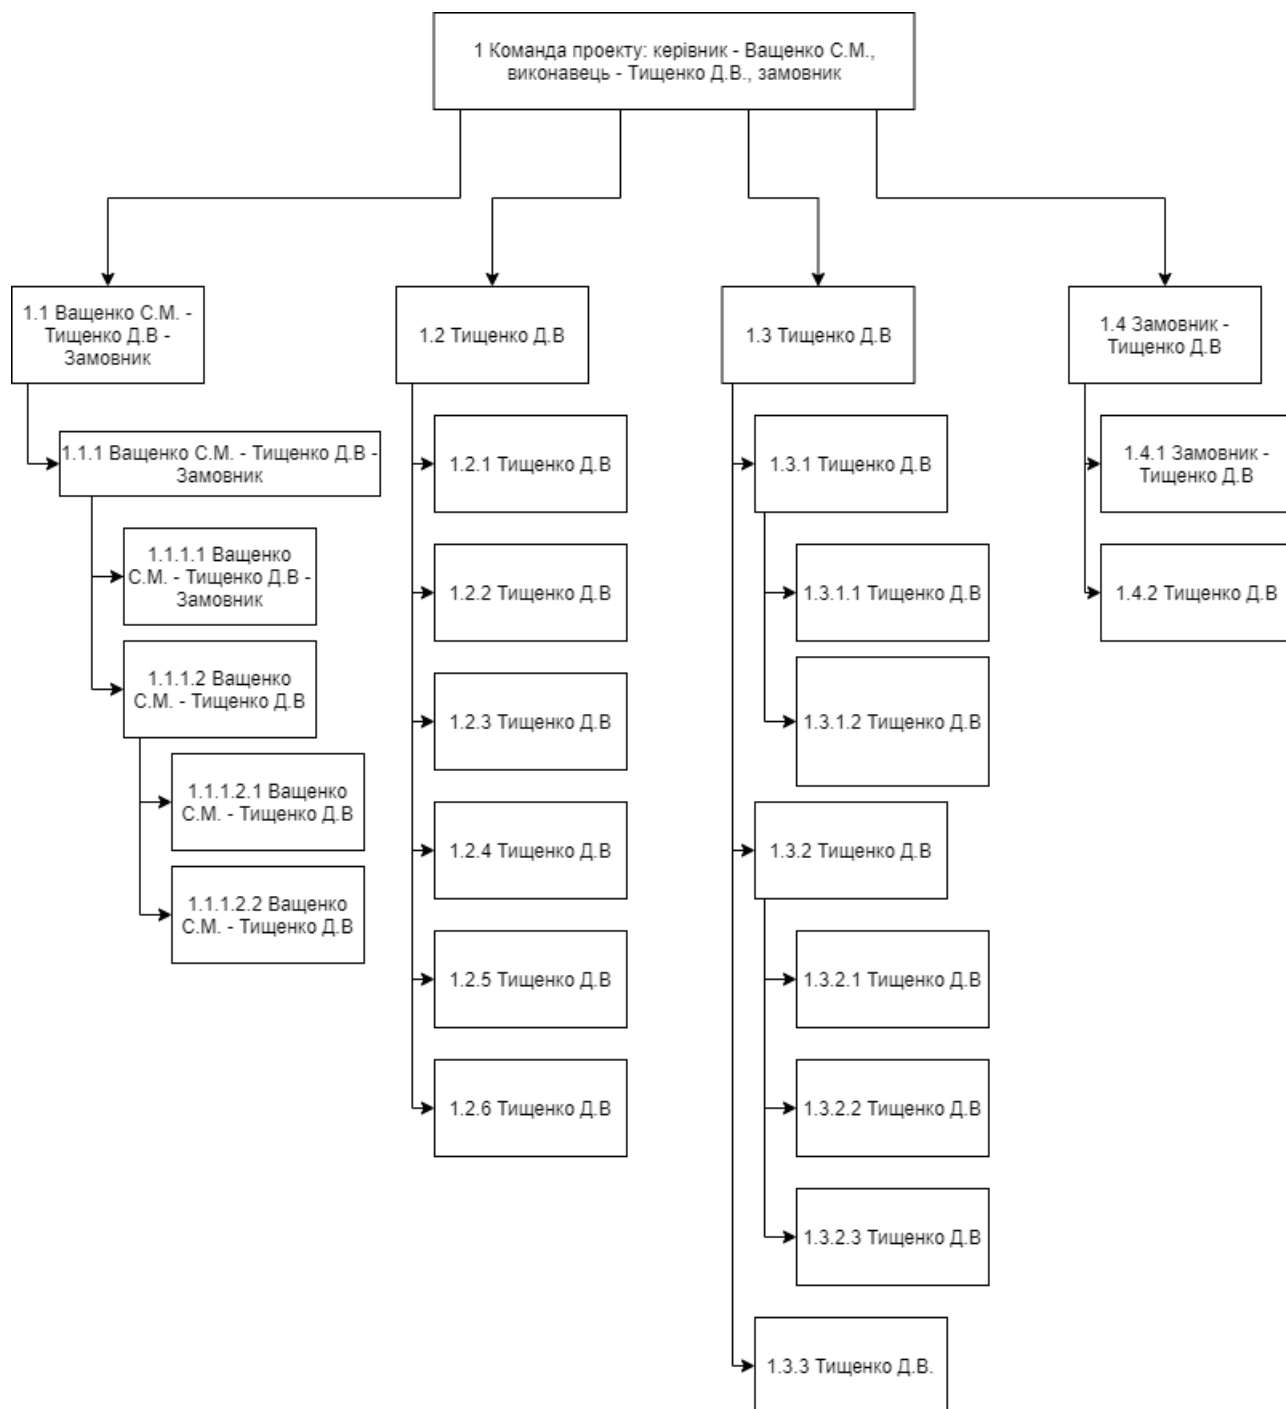 1 Команда проекту: керівник - Ващенко С.М.,
виконавець - Тищенко Д.В., замовник
1.1 Ващенко С.М. -
Тищенко Д.В -
Замовник
1.1.1 Ващенко С.М. - Тищенко Д.В -
Замовник
1.1.1.1 Ващенко
С.М. - Тищенко Д.В -
Замовник
1.1.1.2 Ващенко
С.М. - Тищенко Д.В
1.1.1.2.1 Ващенко
С.М. - Тищенко Д.В
1.1.1.2.2 Ващенко
С.М. - Тищенко Д.В
1.2 Тищенко Д.В
1.2.1 Тищенко Д.В
1.2.2 Тищенко Д.В
1.2.3 Тищенко Д.В
1.2.4 Тищенко Д.В
1.2.5 Тищенко Д.В
1.2.6 Тищенко Д.В
1.3 Тищенко Д.В
1.3.1 Тищенко Д.В
1.3.1.1 Тищенко Д.В
1.3.1.2 Тищенко Д.В
1.3.2 Тищенко Д.В
1.3.2.1 Тищенко Д.В
1.3.2.2 Тищенко Д.В
1.3.2.3 Тищенко Д.В
1.3.3 Тищенко Д.В.
1.4 Замовник -
Тищенко Д.В
1.4.1 Замовник -
Тищенко Д.В
1.4.2 Тищенко Д.В